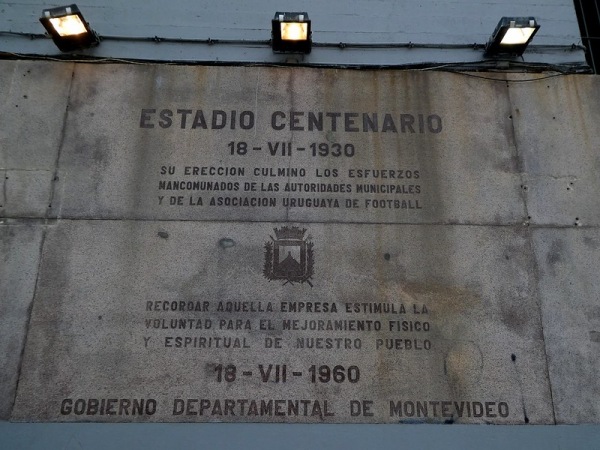 ESTADIO CENTENARIO
18-VII-1930
SU ERECCION CULMINO LOS ESFUERZOS
MANCOMUNADOS DE LAS AUTORIDADES MUNICIPALES
Y DE LA ASOCIACION URUGUAYA DE FOOTBALL
RECORDAR AQUELLA EMPRESA ESTIMULA LA
VOLUNTAD PARA EL MEJORAMIENTO FISICO
Y ESPIRITUAL DE NUESTRO PUEBLO
18-VII-1960
GOBIERNO DEPARTAMENTAL DE MONTEVIDEO